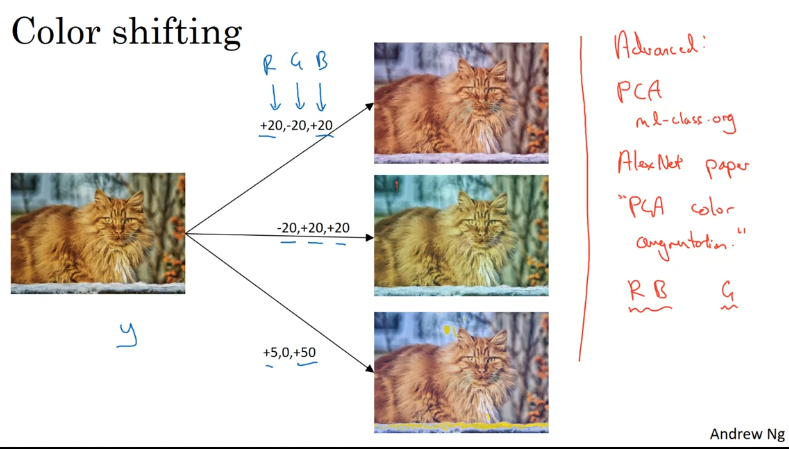 Color shifting
R G B
+20,-20,+20
-20,+20,+20
+5,0,+50
y
Advanced:
PCA
ml-class.org
AlexNet paper
"PCA color
augmentation."
R B G
Andrew Ng